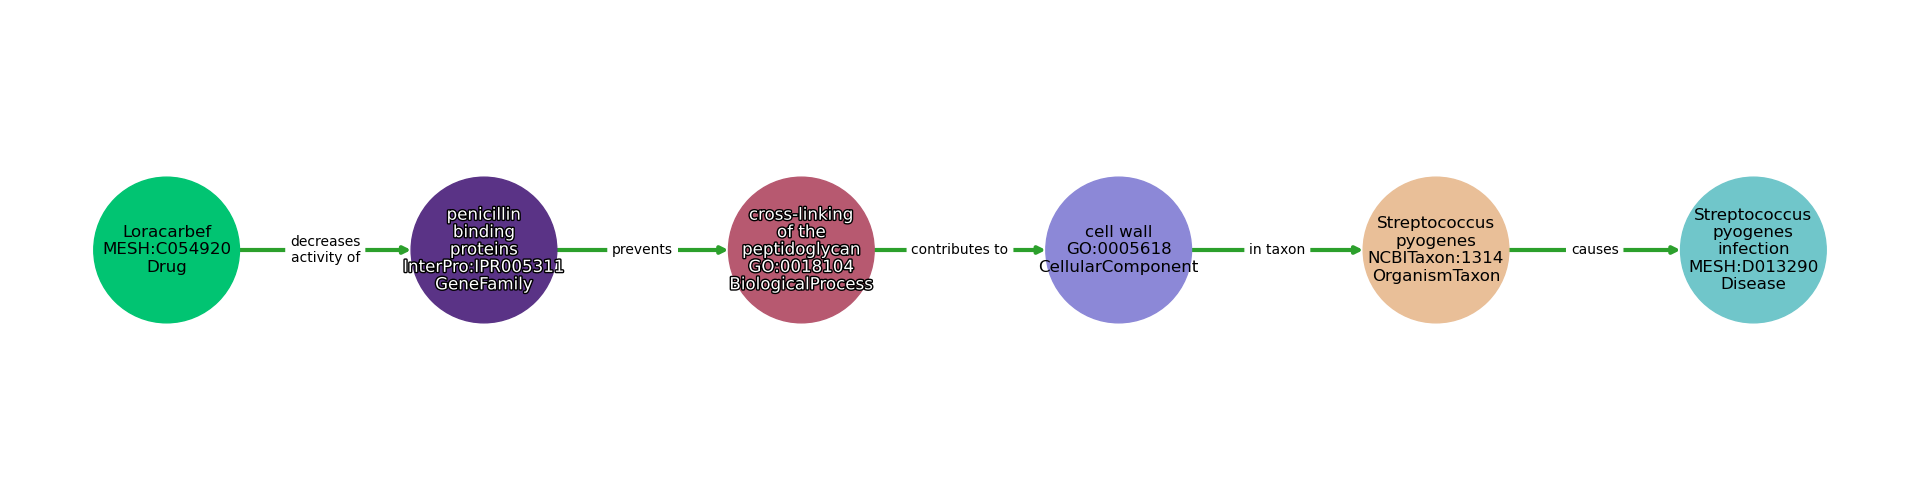 Loracarbef
MESH:C054920
Drug
decreases
activity of
penicillin
binding
proteins
InterPro:IPR005311
GeneFamily
prevents
cross-linking
of the
peptidoglycan
GO:0018104
BiologicalProcess
contributes to
cell wall
GO:0005618
CellularComponent
in taxon
Streptococcus
pyogenes
NCBITaxon:1314
OrganismTaxon
causes
Streptococcus
pyogenes
infection
MESH:D013290
Disease